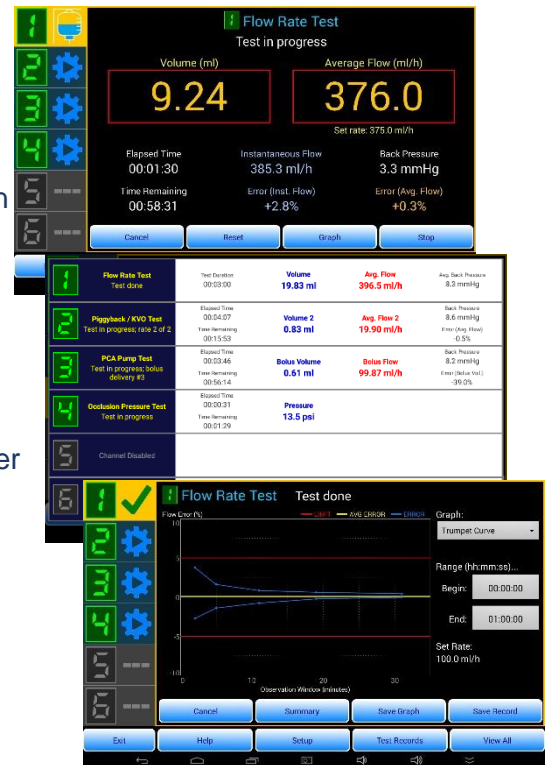 1 Flow Rate Test
Test in progress
Volume (ml) Average Flow (ml/h)
9.24 376.0
Set rate: 375.0 ml/h
Elapsed Time Instantaneous Flow Back Pressure
00:01:30 385.3 ml/h 3.3 mmHg
Time Remaining Error (Inst. Flow) Error (Avg. Flow)
00:58:31 +2.8% +0.3%
Cancel Reset Graph Stop
1
2
3
4
5 ---
6 ---
n
er
1 Flow Rate Test Test Duration Volume Avg. Flow Avg. Back Pressure
Test done 00:03:00 19.83 ml 396.5 ml/h 8.3 mmHg
2 Piggyback / KVO Test Elapsed Time Volume 2 Avg. Flow 2 Back Pressure
Test in progress; rate 2 of 2 00:04:07 0.83 ml 19.90 ml/h 8.6 mmHg
Time Remaining Error (Avg. Flow)
00:15:53 -0.5%
3 PCA Pump Test Elapsed Time Bolus Volume Bolus Flow Back Pressure
Test in progress; bolus delivery #3 00:03:46 0.61 ml 99.87 ml/h 8.2 mmHg
Time Remaining Error (Bolus Vol.)
00:56:14 -39.0%
4 Occlusion Pressure Test Elapsed Time Pressure
Test in progress 00:00:31 13.5 psi
Time Remaining
00:01:29
5 Channel Disabled
6
1 Flow Rate Test Test done
Flow Error (%) LIMIT AVG ERROR ERROR Graph:
Trumpet Curve
Range (hh:mm:ss)...
Begin: 00:00:00
End: 01:00:00
Set Rate:
100.0 ml/h
10
5
0
-5
-10
0 10 20 30
Observation Window (minutes)
1
2
3
4
5 ---
6 ---
Cancel Summary Save Graph Save Record
Exit Help Setup Test Records View All